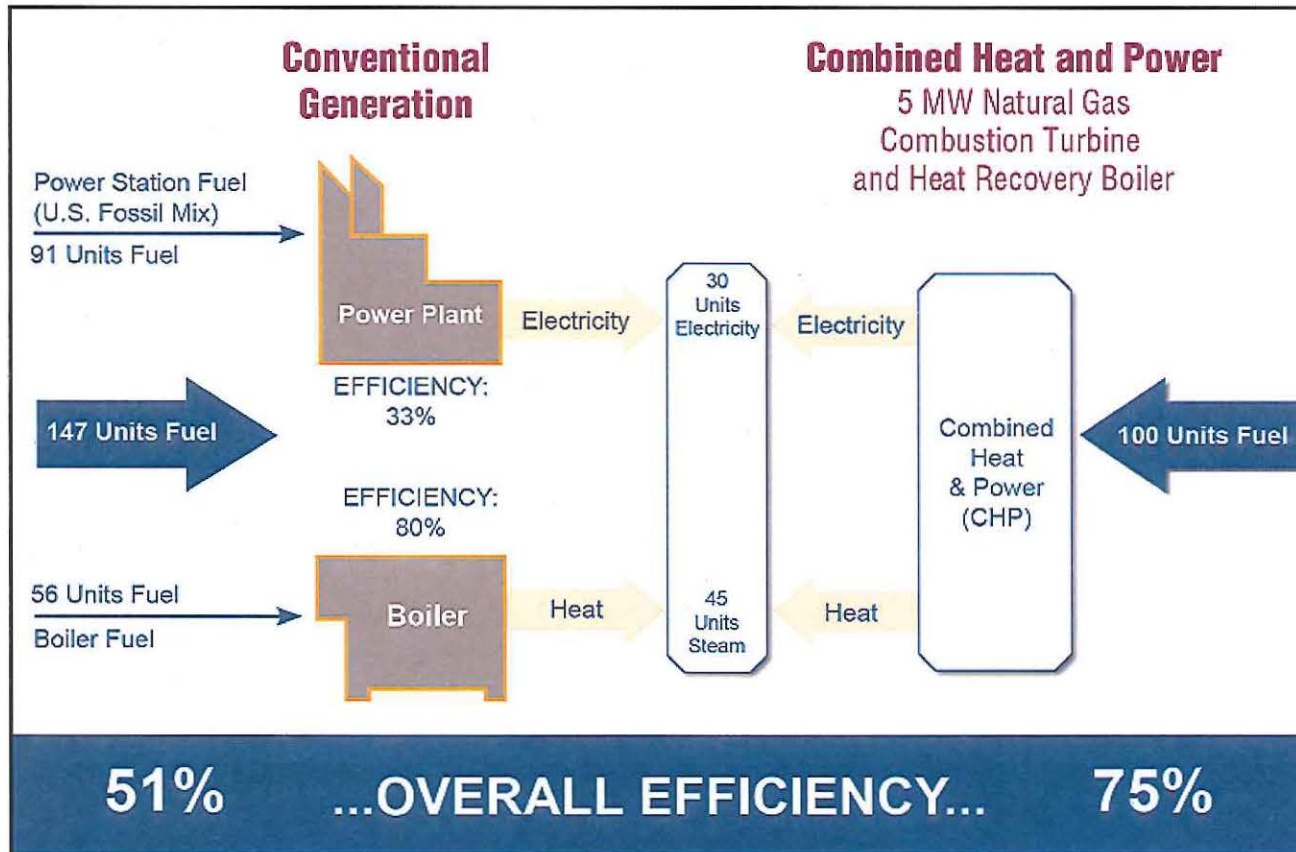 Conventional
Generation
Combined Heat and Power
5 MW Natural Gas
Combustion Turbine
and Heat Recovery Boiler
Power Station Fuel
(U.S. Fossil Mix)
91 Units Fuel
Power Plant
Electricity
30
Units
Electricity
Electricity
EFFICIENCY:
33%
147 Units Fuel
Combined
Heat
& Power
(CHP)
100 Units Fuel
EFFICIENCY:
80%
56 Units Fuel
Boiler Fuel
Boiler
Heat
45
Units
Steam
Heat
51% ...OVERALL EFFICIENCY... 75%